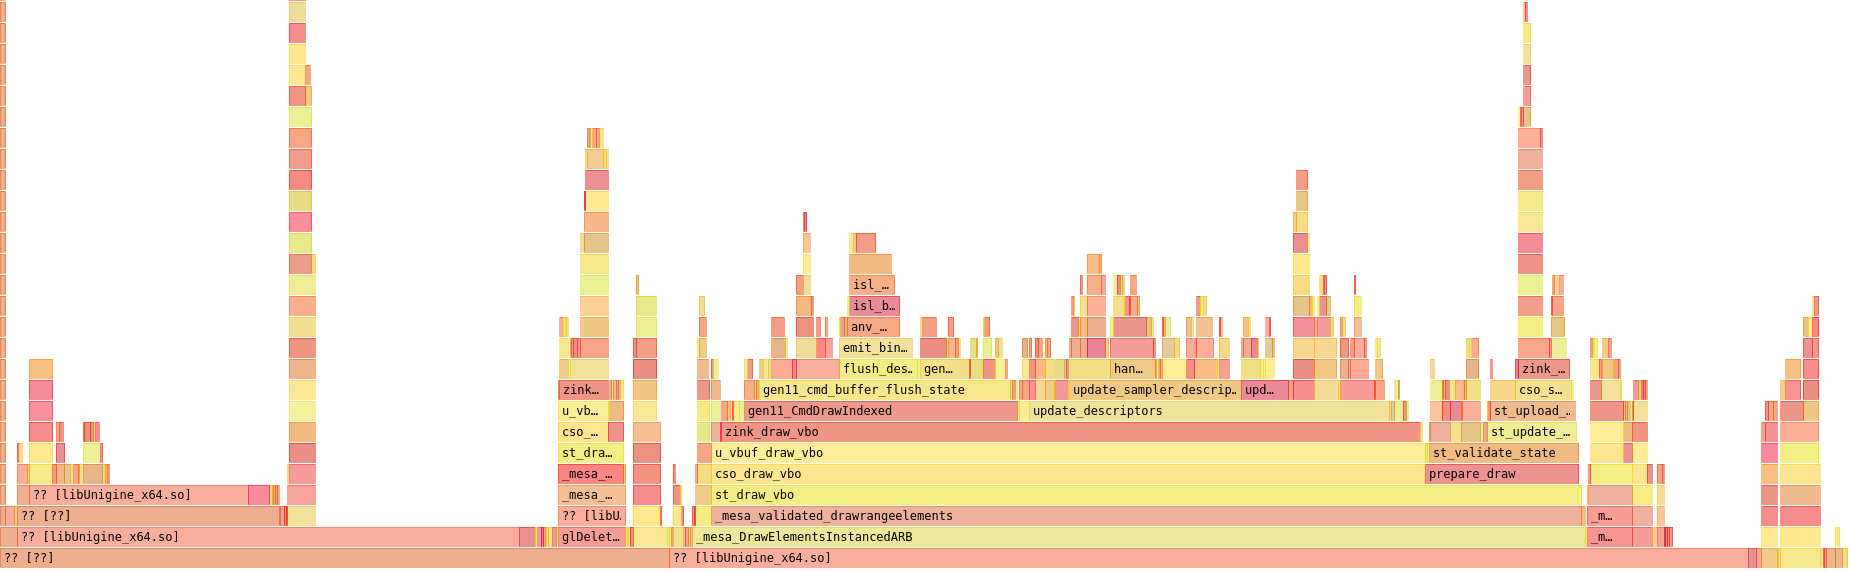 isl_…
isl_b…
anv_…
emit_bin…
flush_des… gen… han… zink_…
zink… gen11_cmd_buffer_flush_state update_sampler_descrip… upd… cso_s…
u_vb… gen11_CmdDrawIndexed update_descriptors st_upload_…
cso_… zink_draw_vbo st_update_…
st_dra… u_vbuf_draw_vbo st_validate_state
_mesa_… cso_draw_vbo prepare_draw
?? [libUnigine_x64.so] _mesa_… st_draw_vbo
?? [??] ?? [libU… _mesa_validated_drawrangeelements _m…
?? [libUnigine_x64.so] glDelet… _mesa_DrawElementsInstancedARB _m…
?? [??] ?? [libUnigine_x64.so]